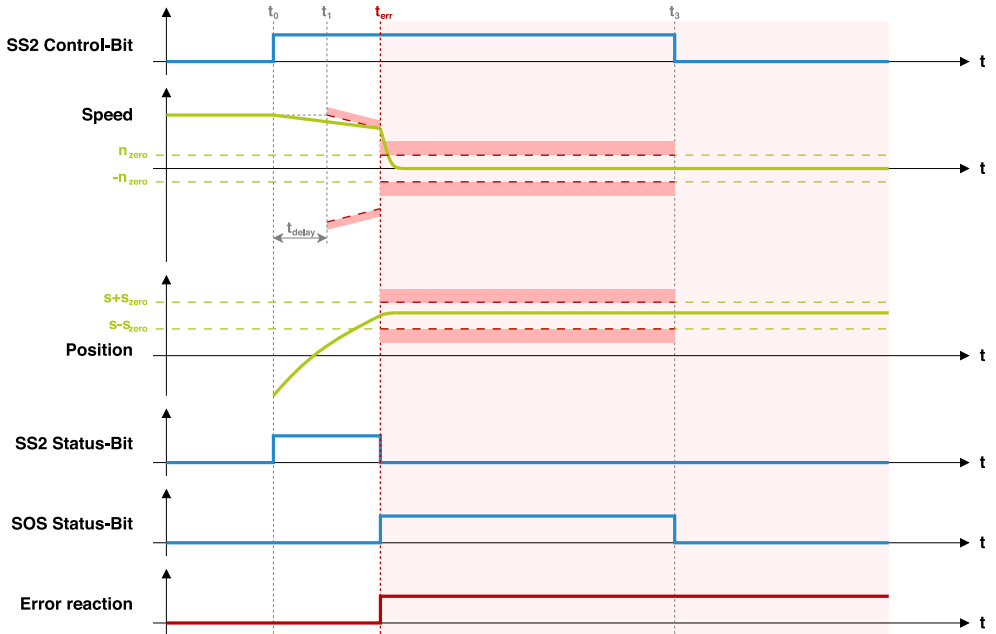 t0 t1 terr t3
SS2 Control-Bit
t
Speed
nzero
t
-nzero
tdelay
s+szero
s-szero
Position
t
SS2 Status-Bit
t
SOS Status-Bit
t
Error reaction
t